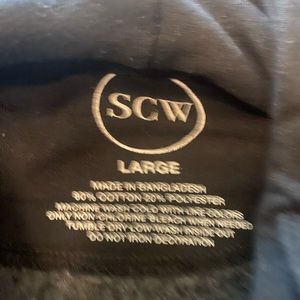 SCW
LARGE
MADE IN BANGLADESH
80% COTTON 20% POLYESTER
MACHINE WASH COLD WITH LIKE COLORS
ONLY NON-CHLORINE BLEACH WHEN NEEDED
TUMBLE DRY LOW WASH INSIDE OUT
DO NOT IRON DECORATION